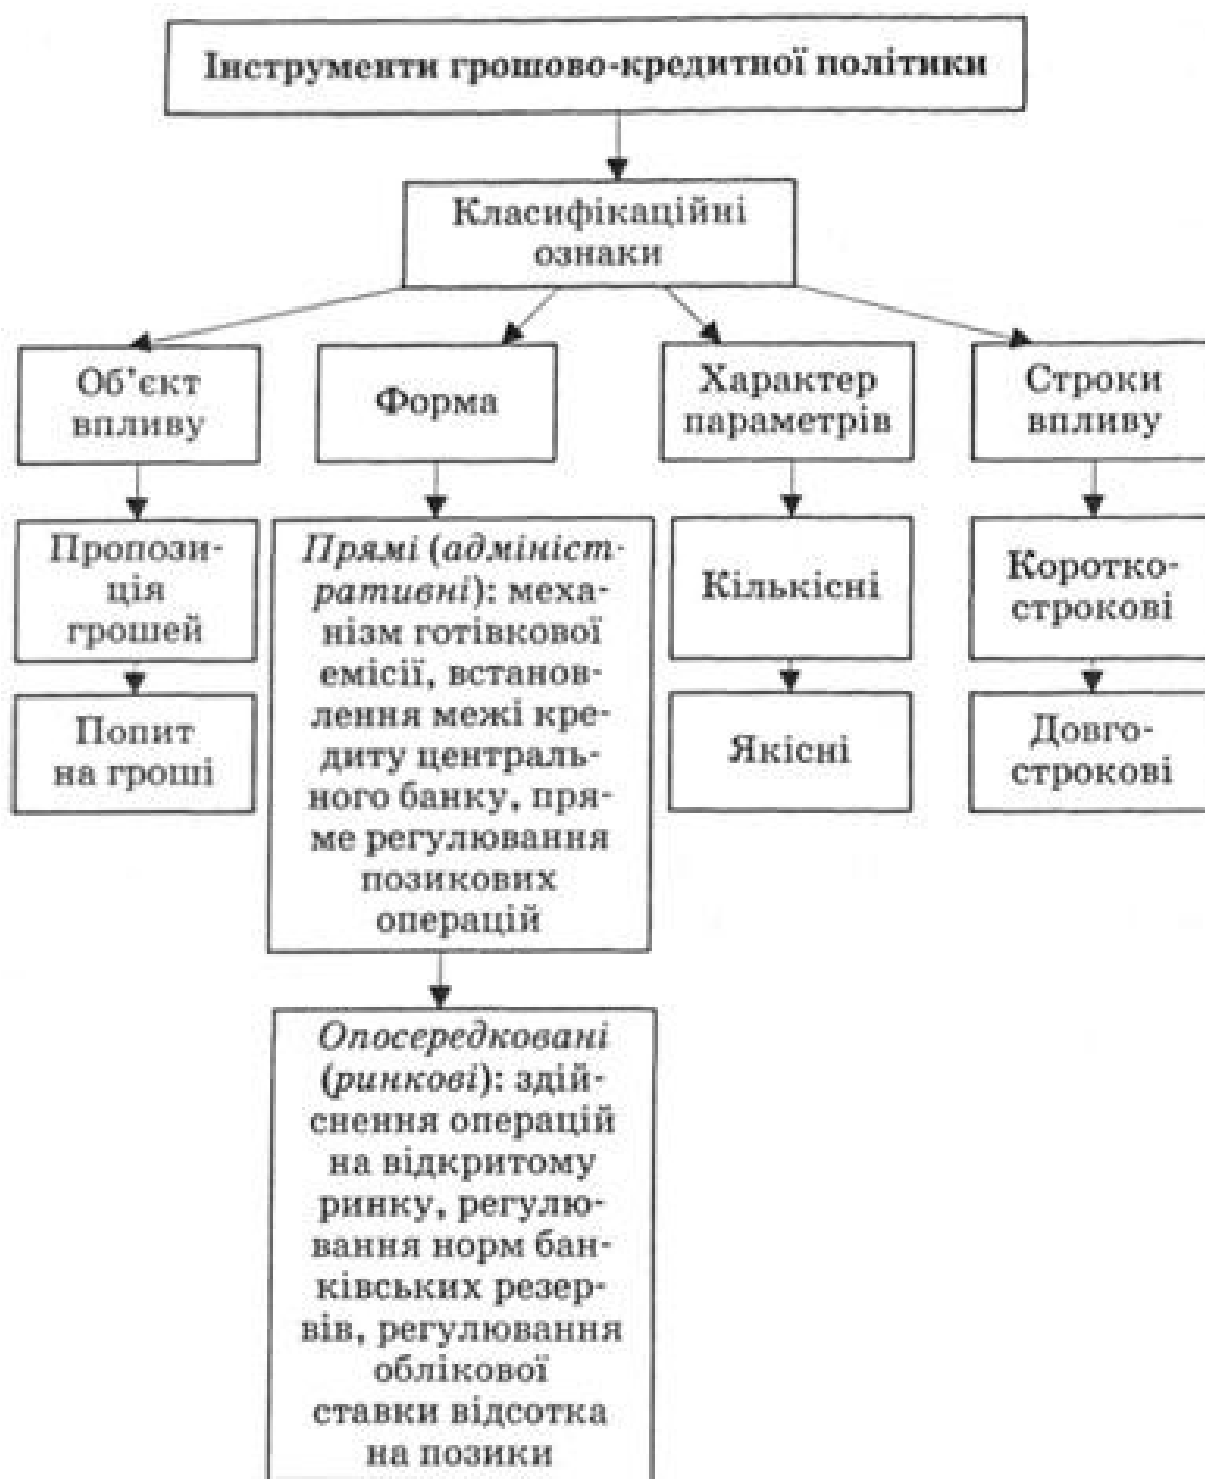 Інструменти грошово-кредитної політики
Класифікаційні
ознаки
Об'єкт
впливу
Форма
Характер
параметрів
Строки
впливу
Пропози-
ція
грошей
Попит
на гроші
Прямі (адмініст-
ративні): меха-
нізм готівкової
емісії, встанов-
лення межі кре-
диту централь-
ного банку, пря-
ме регулювання
позикових
операцій
Опосередковані
(ринкові): здій-
снення операцій
на відкритому
ринку, регулю-
вання норм бан-
ківських резер-
вів, регулювання
облікової
ставки відсотка
на позики
Кількісні
Якісні
Коротко-
строкові
Довго-
строкові